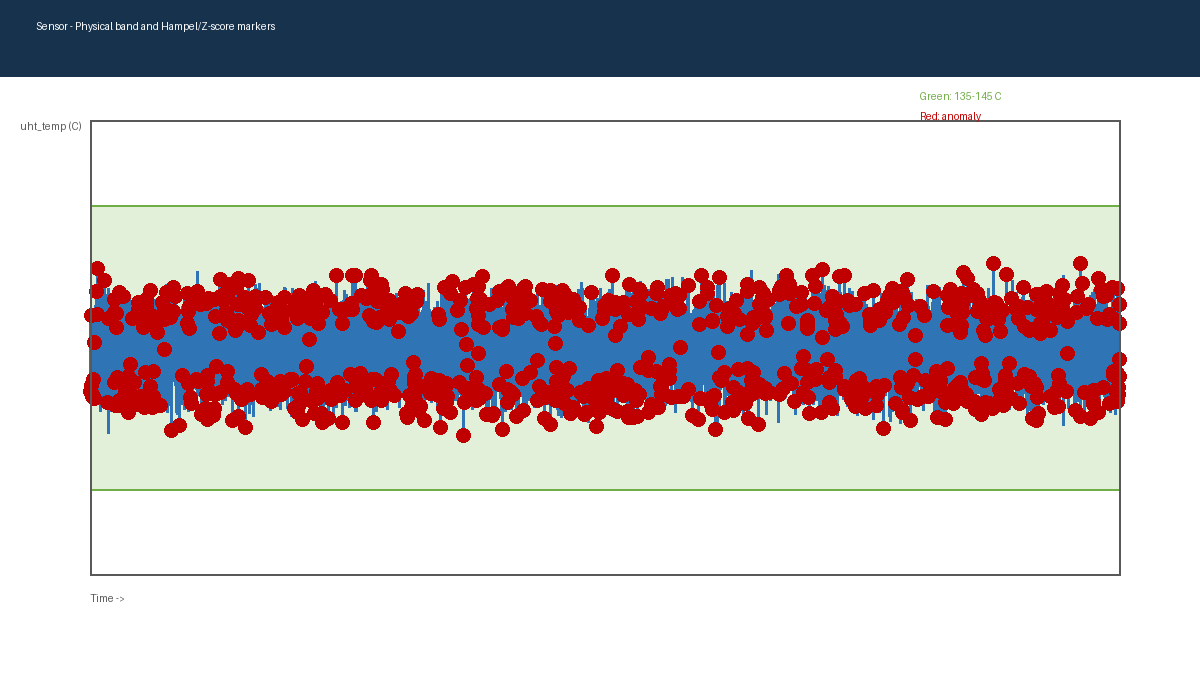 Sensor - Physical band and Hampel/Z-score markers
Green: 135-145 C
Red: anomaly
uht_temp (C)
Time ->